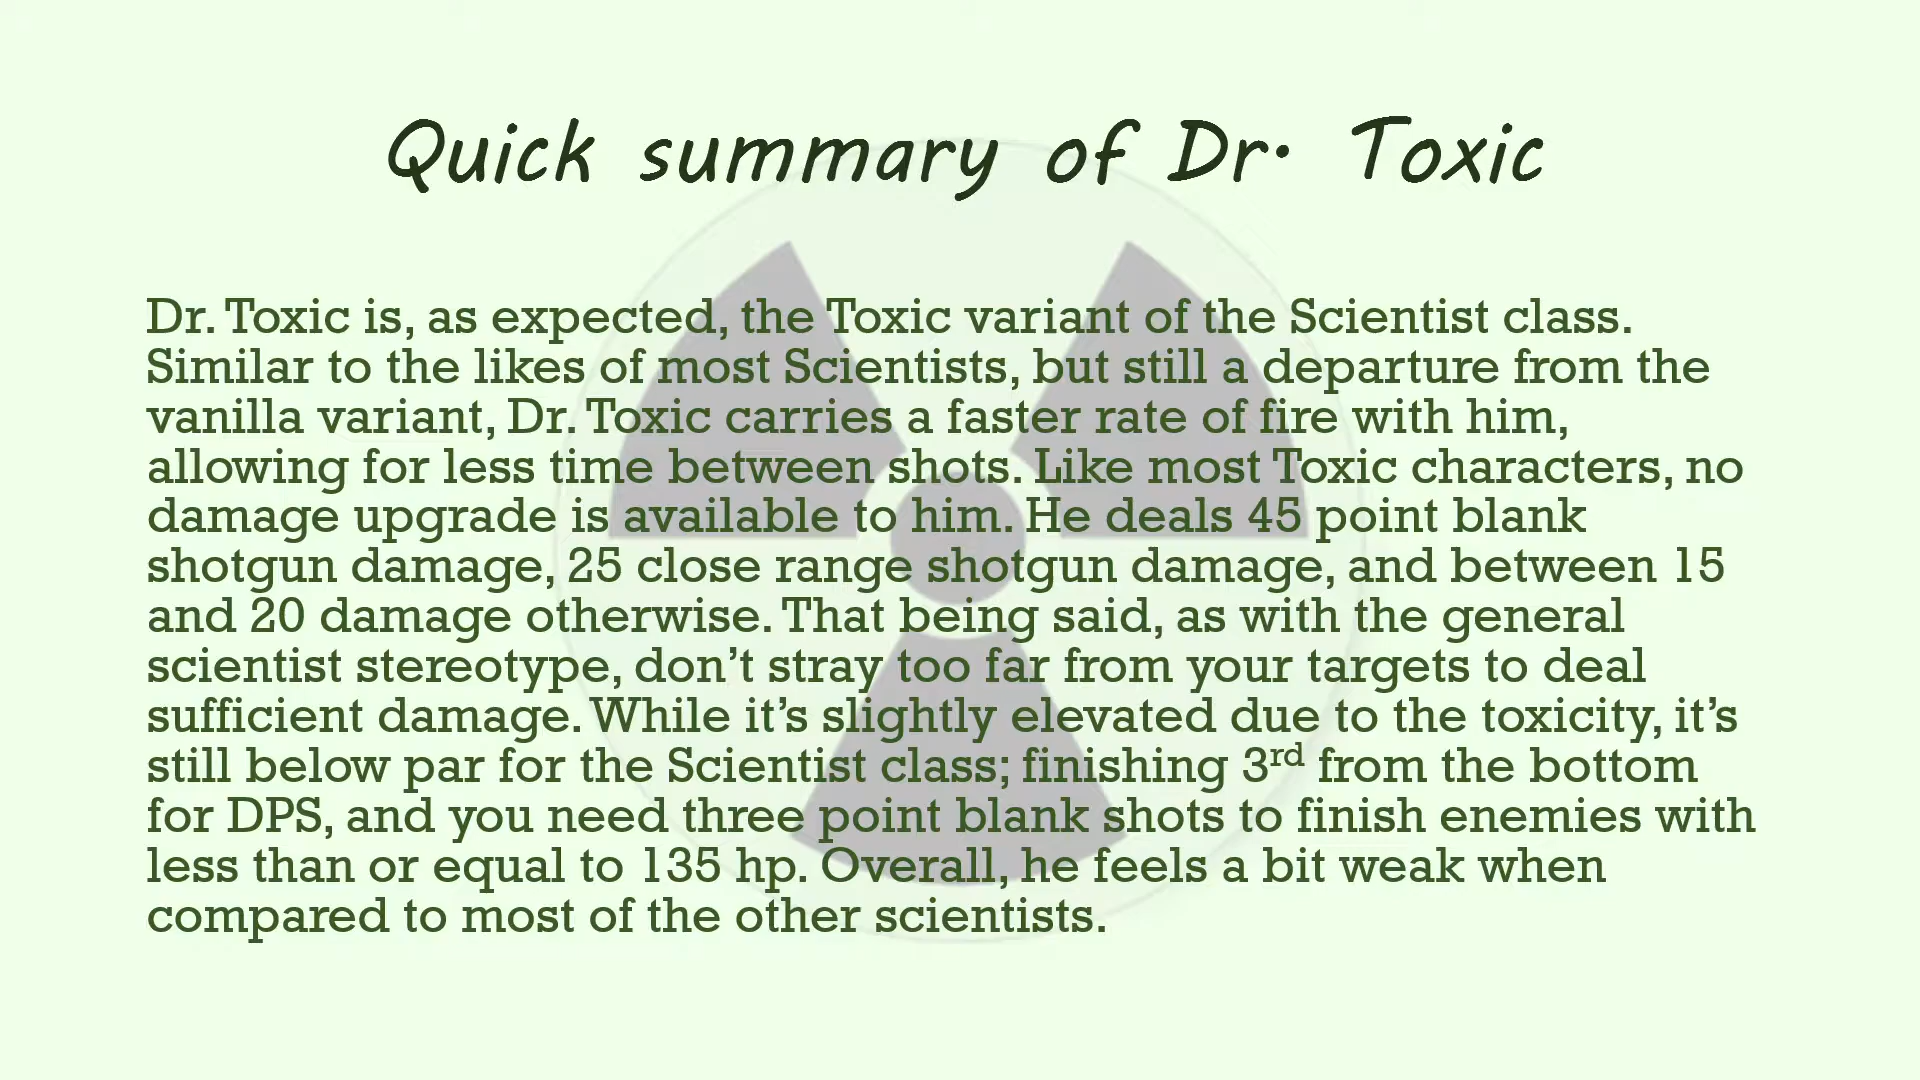 Quick summary of Dr. Toxic
Dr. Toxic is, as expected, the Toxic variant of the Scientist class.
Similar to the likes of most Scientists, but still a departure from the
vanilla variant, Dr. Toxic carries a faster rate of fire with him,
allowing for less time between shots. Like most Toxic characters, no
damage upgrade is available to him. He deals 45 point blank
shotgun damage, 25 close range shotgun damage, and between 15
and 20 damage otherwise. That being said, as with the general
scientist stereotype, don’t stray too far from your targets to deal
sufficient damage. While it’s slightly elevated due to the toxicity, it’s
still below par for the Scientist class; finishing 3rd from the bottom
for DPS, and you need three point blank shots to finish enemies with
less than or equal to 135 hp. Overall, he feels a bit weak when
compared to most of the other scientists.